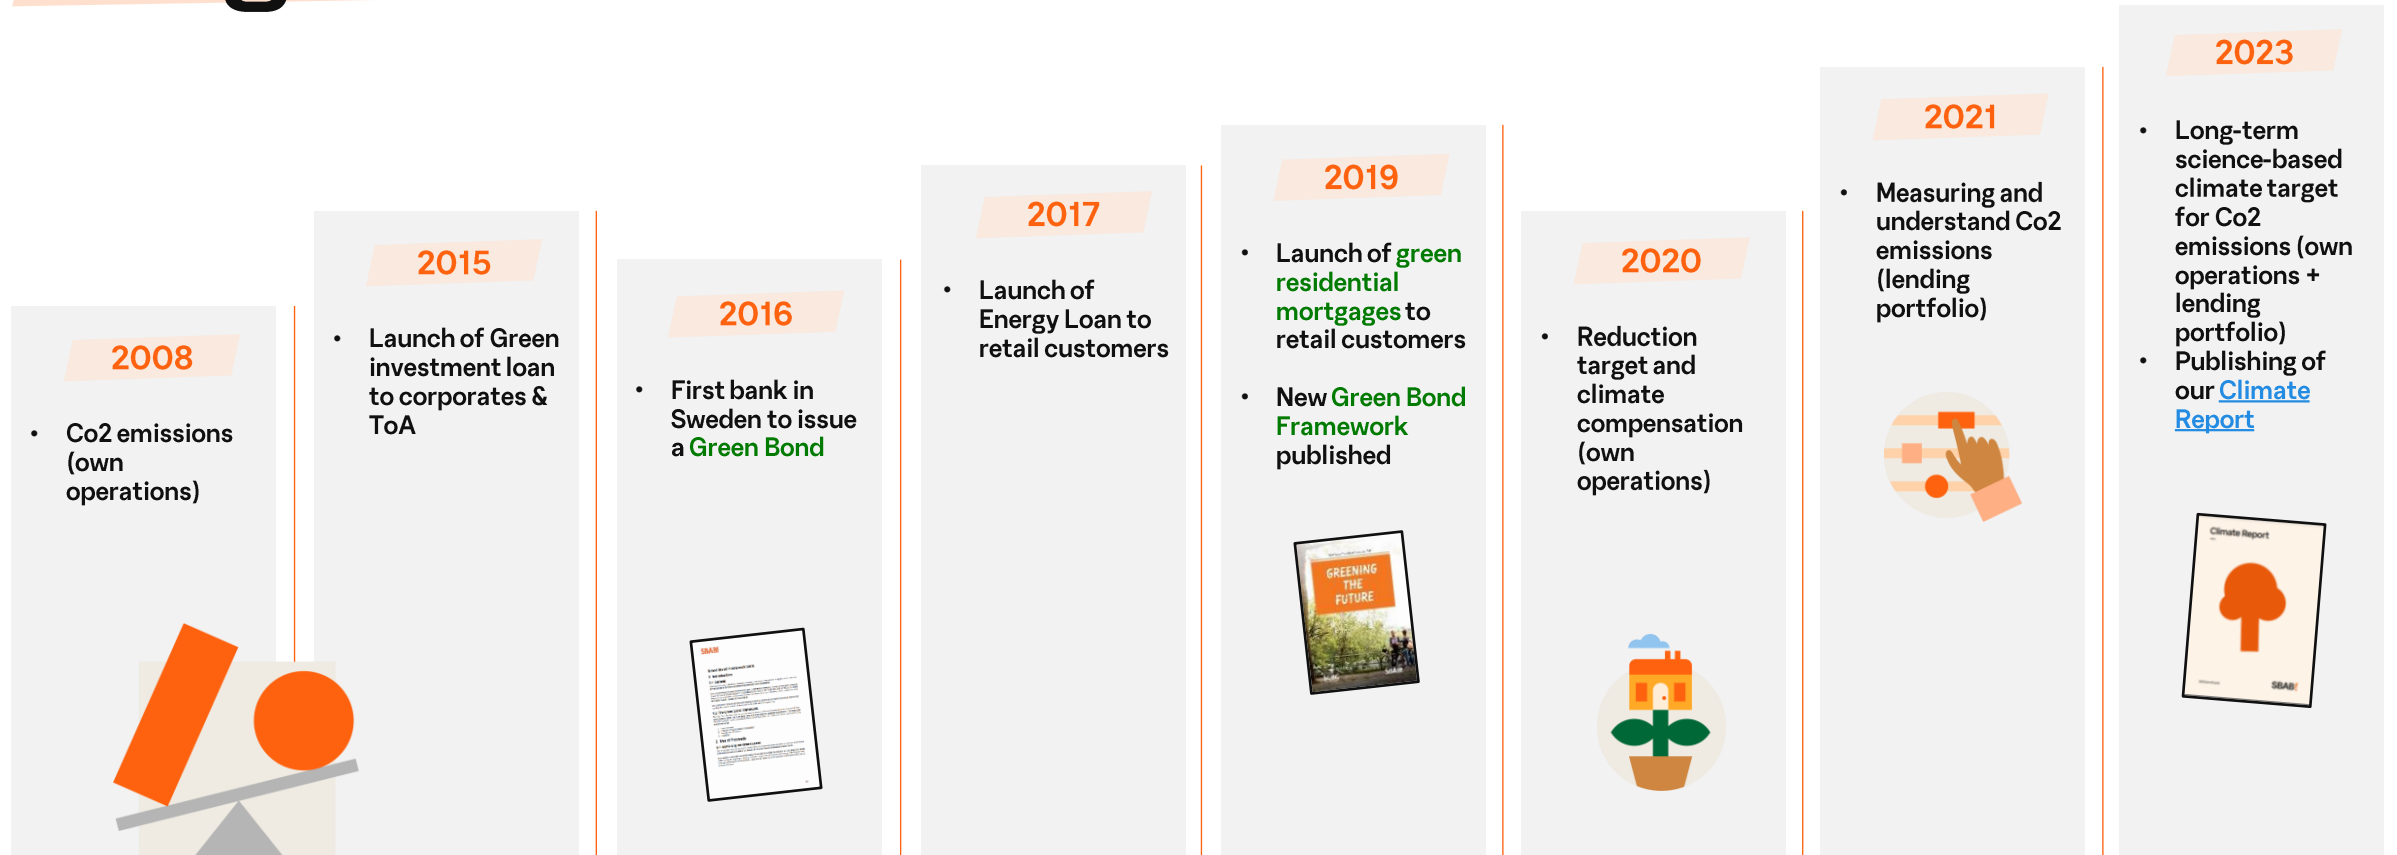 2008
• Co2 emissions
(own
operations)
2015
• Launch of Green
investment loan
to corporates &
ToA
2016
• First bank in
Sweden to issue
a Green Bond
SBAB!
2017
• Launch of
Energy Loan to
retail customers
2019
• Launch of green
residential
mortgages to
retail customers
• New Green Bond
Framework
published
GREENING
THE
FUTURE
2020
• Reduction
target and
climate
compensation
(own
operations)
2021
• Measuring and
understand Co2
emissions
(lending
portfolio)
2023
• Long-term
science-based
climate target
for Co2
emissions (own
operations +
lending
portfolio)
• Publishing of
our Climate
Report
Climate Report
SBAB!